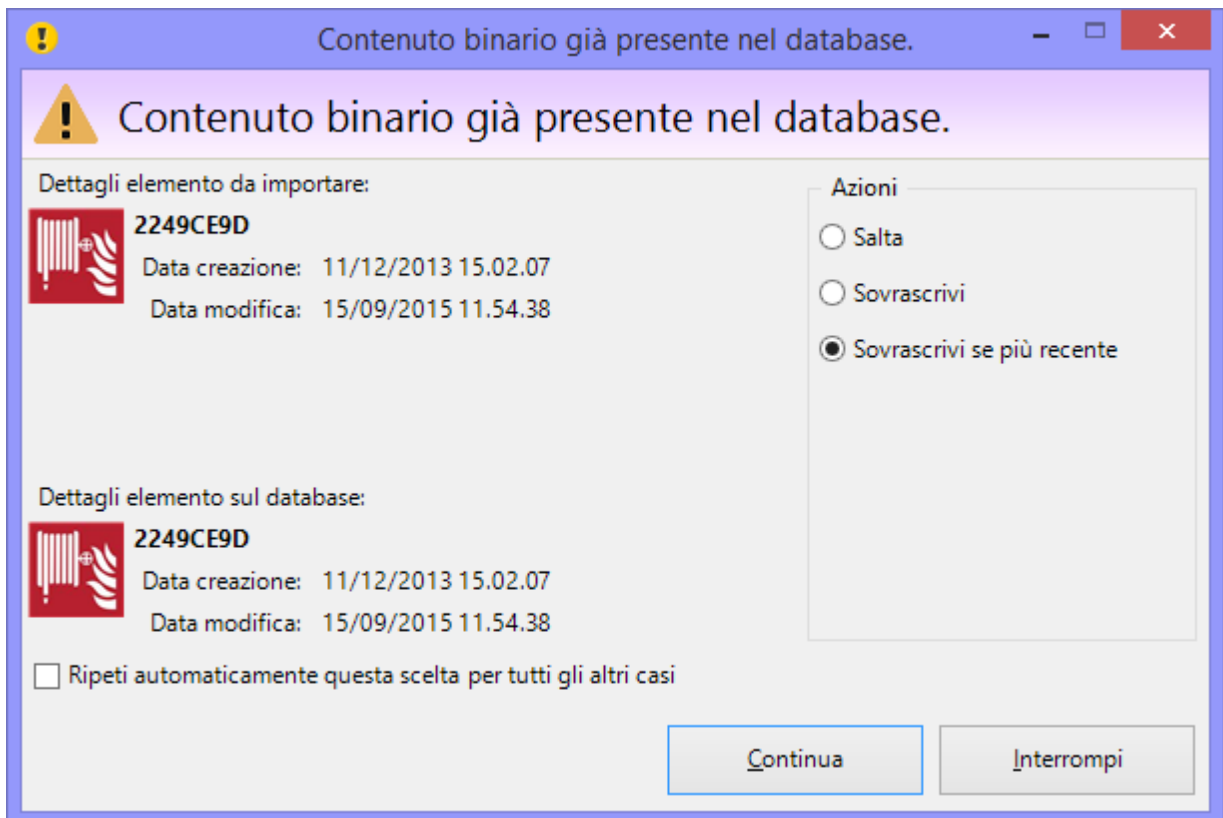 Contenuto binario già presente nel database.
Contenuto binario già presente nel database.
Dettagli elemento da importare:
2249CE9D
Data creazione: 11/12/2013 15.02.07
Data modifica: 15/09/2015 11.54.38
Azioni
Salta
Sovrascrivi
Sovrascrivi se più recente
Dettagli elemento sul database:
2249CE9D
Data creazione: 11/12/2013 15.02.07
Data modifica: 15/09/2015 11.54.38
Ripeti automaticamente questa scelta per tutti gli altri casi
Continua
Interrompi